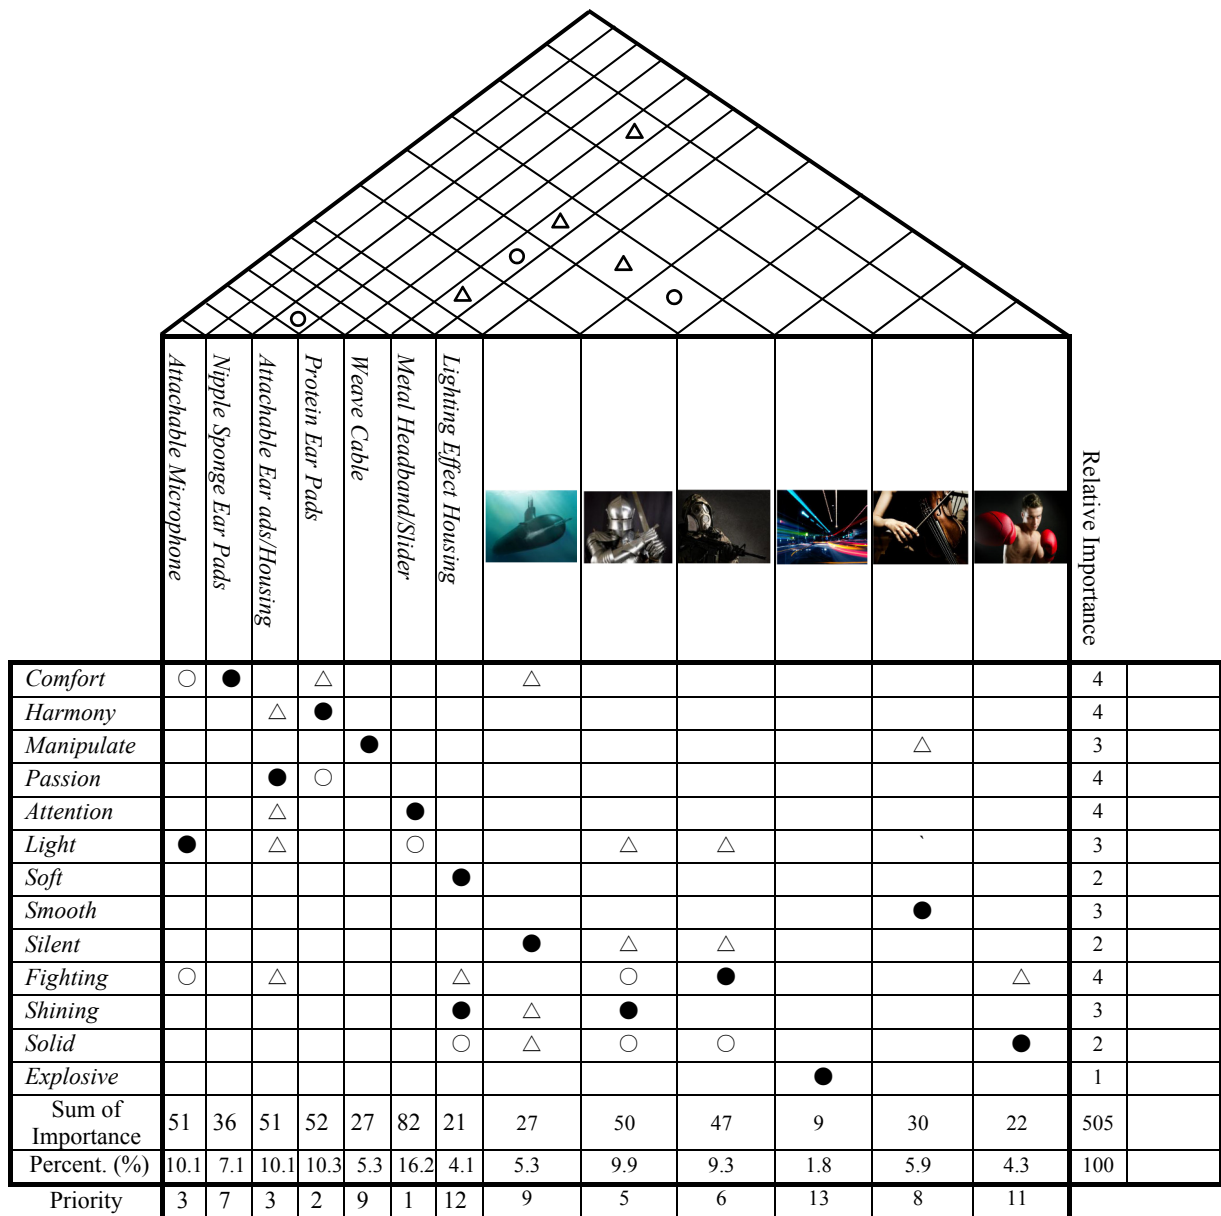 Attachable Microphone
Nipple Sponge Ear Pads
Attachable Ear ads/Housing
Protein Ear Pads
Weave Cable
Metal Headband/Slider
Lighting Effect Housing
Relative Importance
Comfort ○ ● △ △ 4
Harmony △ ● 4
Manipulate ● △ 3
Passion ● ○ 4
Attention △ ● 4
Light ● △ ○ △ △ ` 3
Soft ● 2
Smooth ● 3
Silent ● △ △ 2
Fighting ○ △ △ ○ ● △ 4
Shining ● △ ● 3
Solid ○ △ ○ ○ ● 2
Explosive ● 1
Sum of
Importance 51 36 51 52 27 82 21 27 50 47 9 30 22 505
Percent. (%) 10.1 7.1 10.1 10.3 5.3 16.2 4.1 5.3 9.9 9.3 1.8 5.9 4.3 100
Priority 3 7 3 2 9 1 12 9 5 6 13 8 11